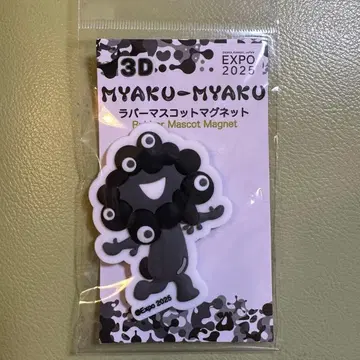 3D
EXPO
2025
MYAKU-MYAKU
ラバーマスコットマグネット
Rubber Mascot Magnet
©Expo 2025